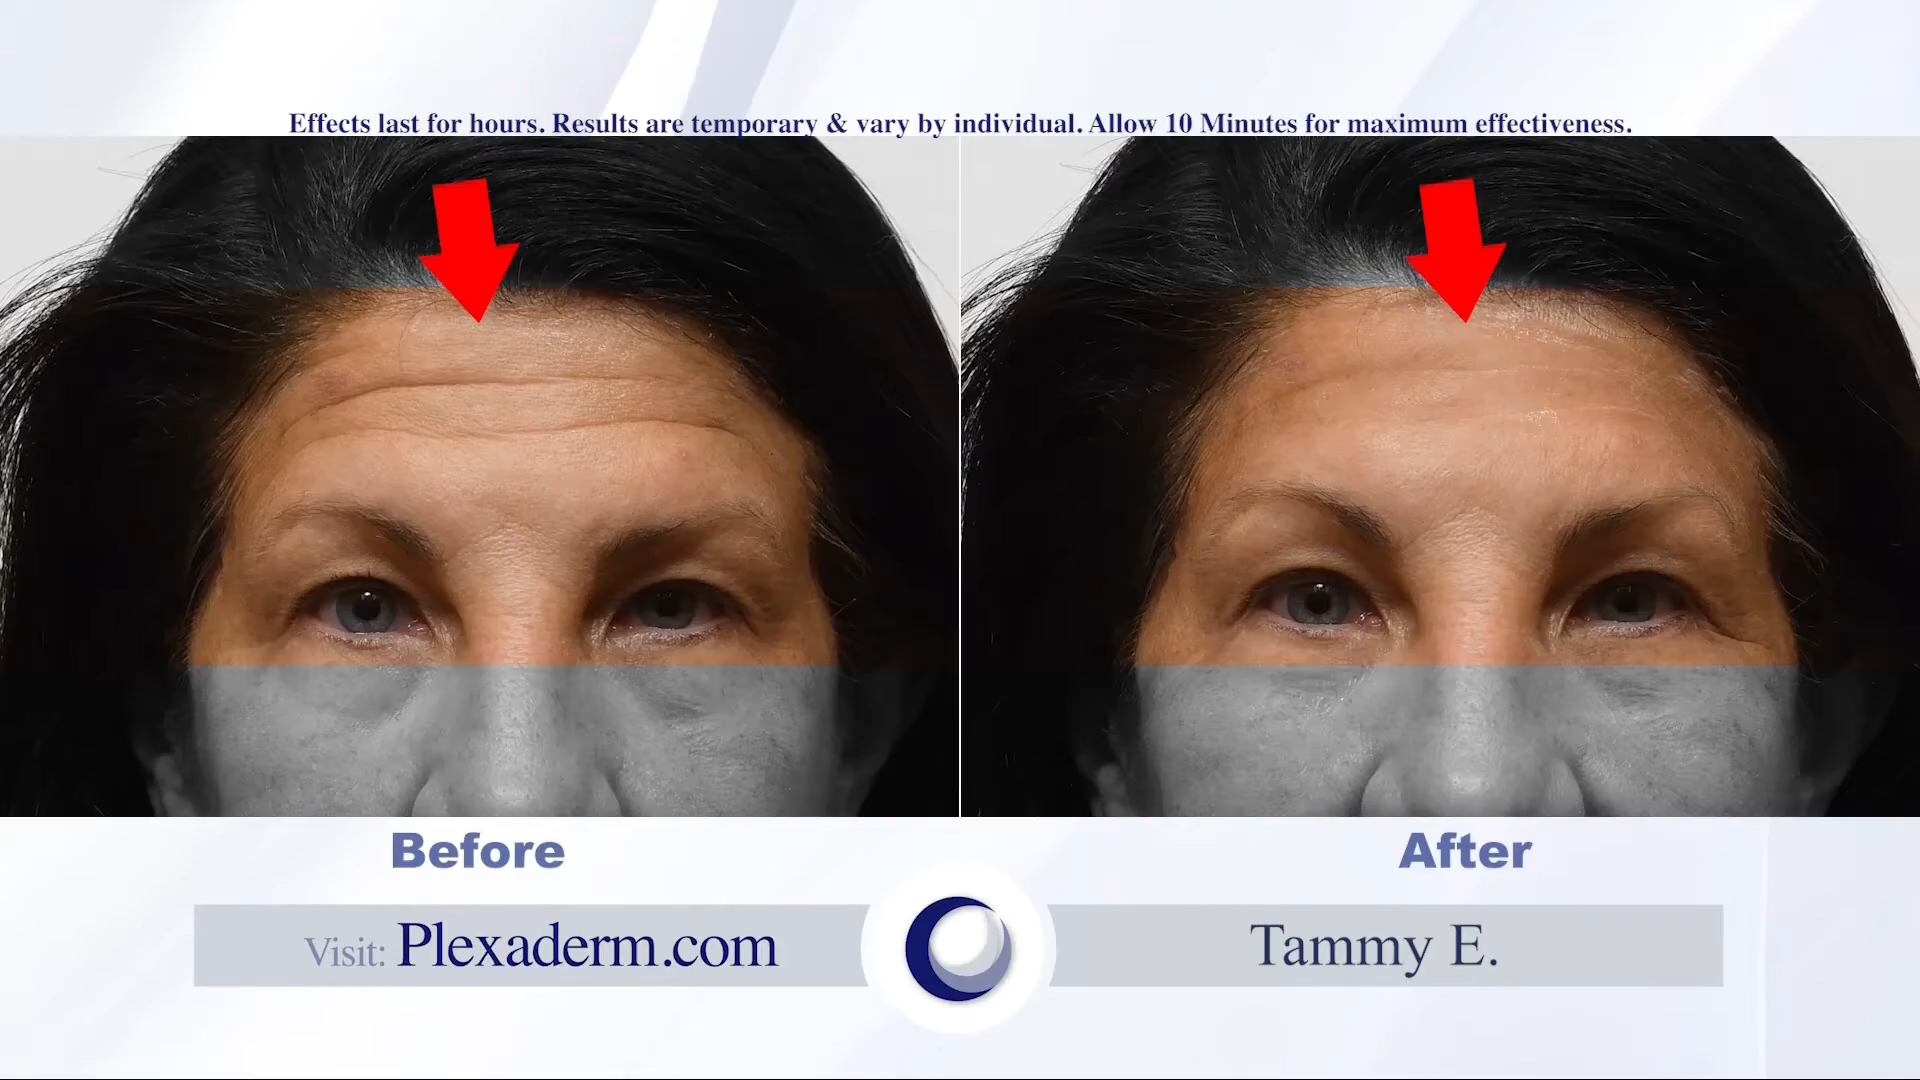 Effects last for hours. Results are temporary & vary by individual. Allow 10 Minutes for maximum effectiveness.
Before
After
Visit: Plexaderm.com
Tammy E.